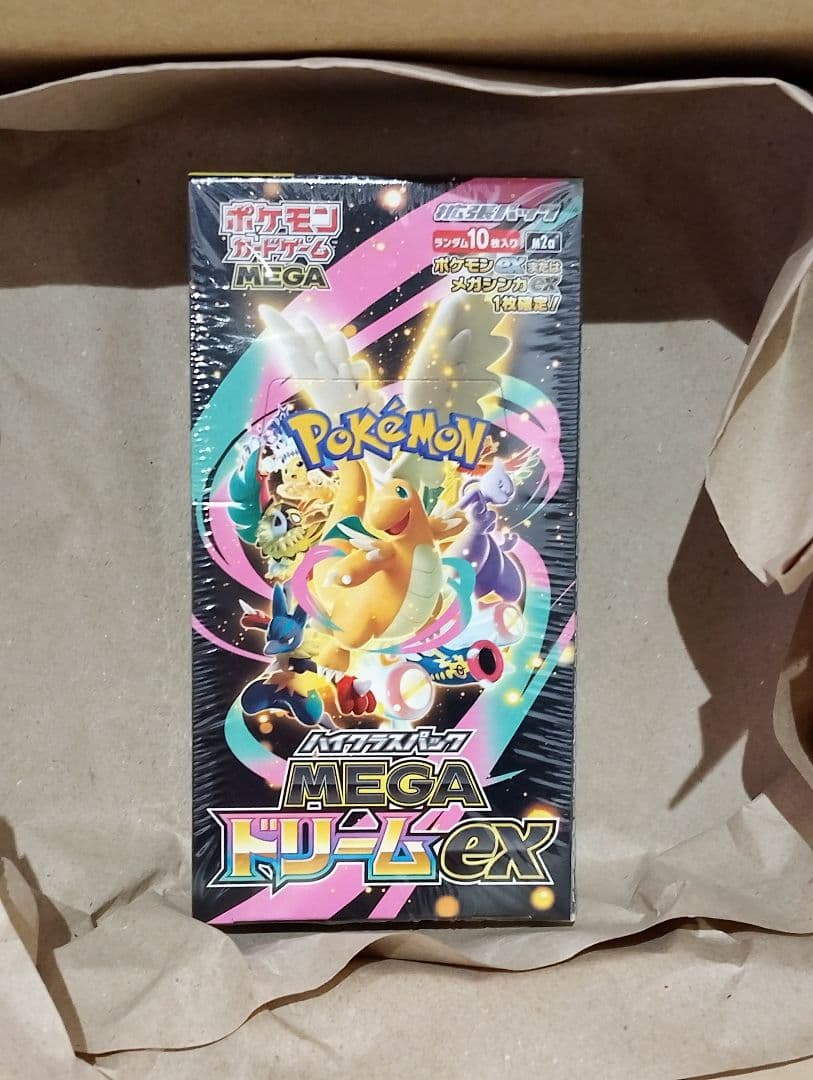 ポケモン
カードゲーム
MEGA
拡張パック
ランダム10枚入り
M2a
ポケモンexまたは
メガシンカex
1枚確定!
POKéMON
ハイクラスパック
MEGA
ドリームex